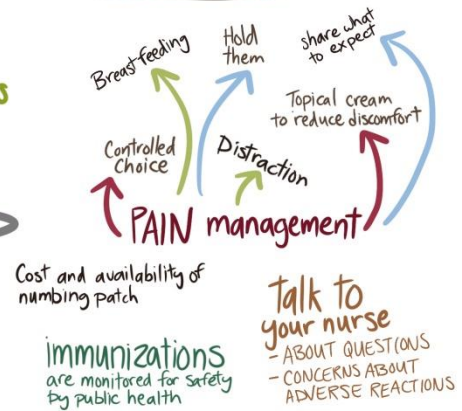 Breastfeeding
Hold
them
share what
to expect
Controlled
Choice
Distraction
Topical cream
to reduce discomfort
PAIN management
Cost and availability of
numbing patch
immunizations
are monitored for safety
by public health
talk to
your nurse
- ABOUT QUESTIONS
- CONCERNS ABOUT
ADVERSE REACTIONS